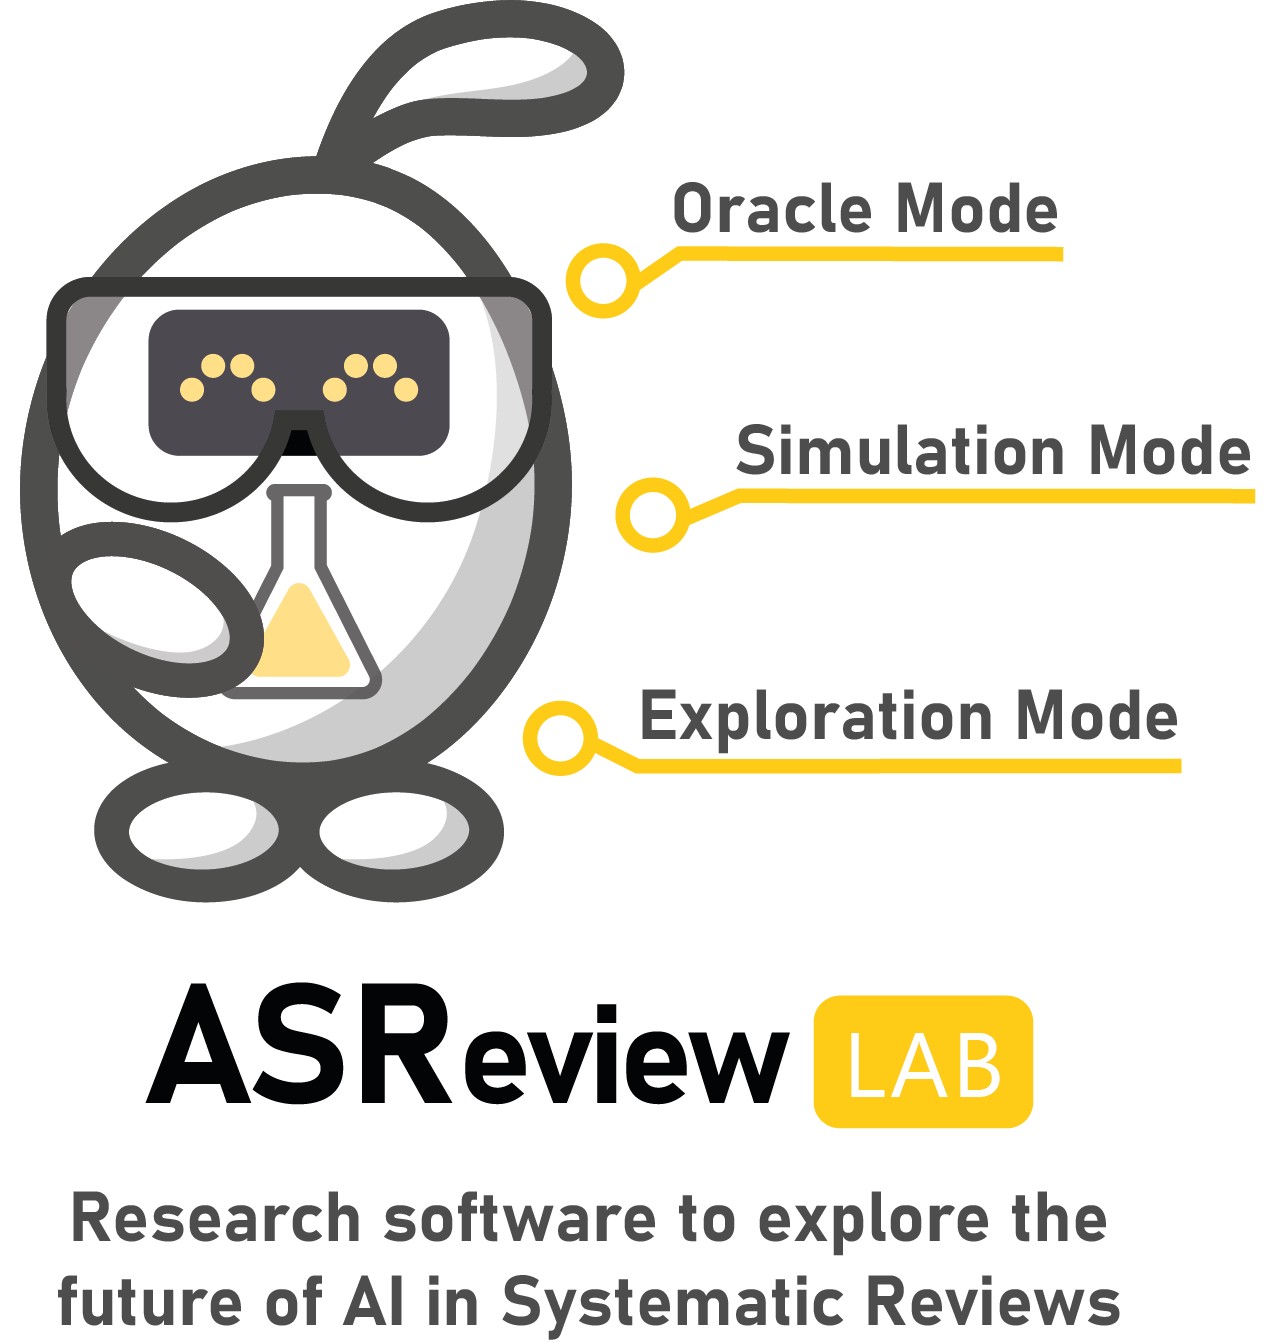 Oracle Mode
Simulation Mode
Exploration Mode
ASReview LAB
Research software to explore the
future of AI in Systematic Reviews